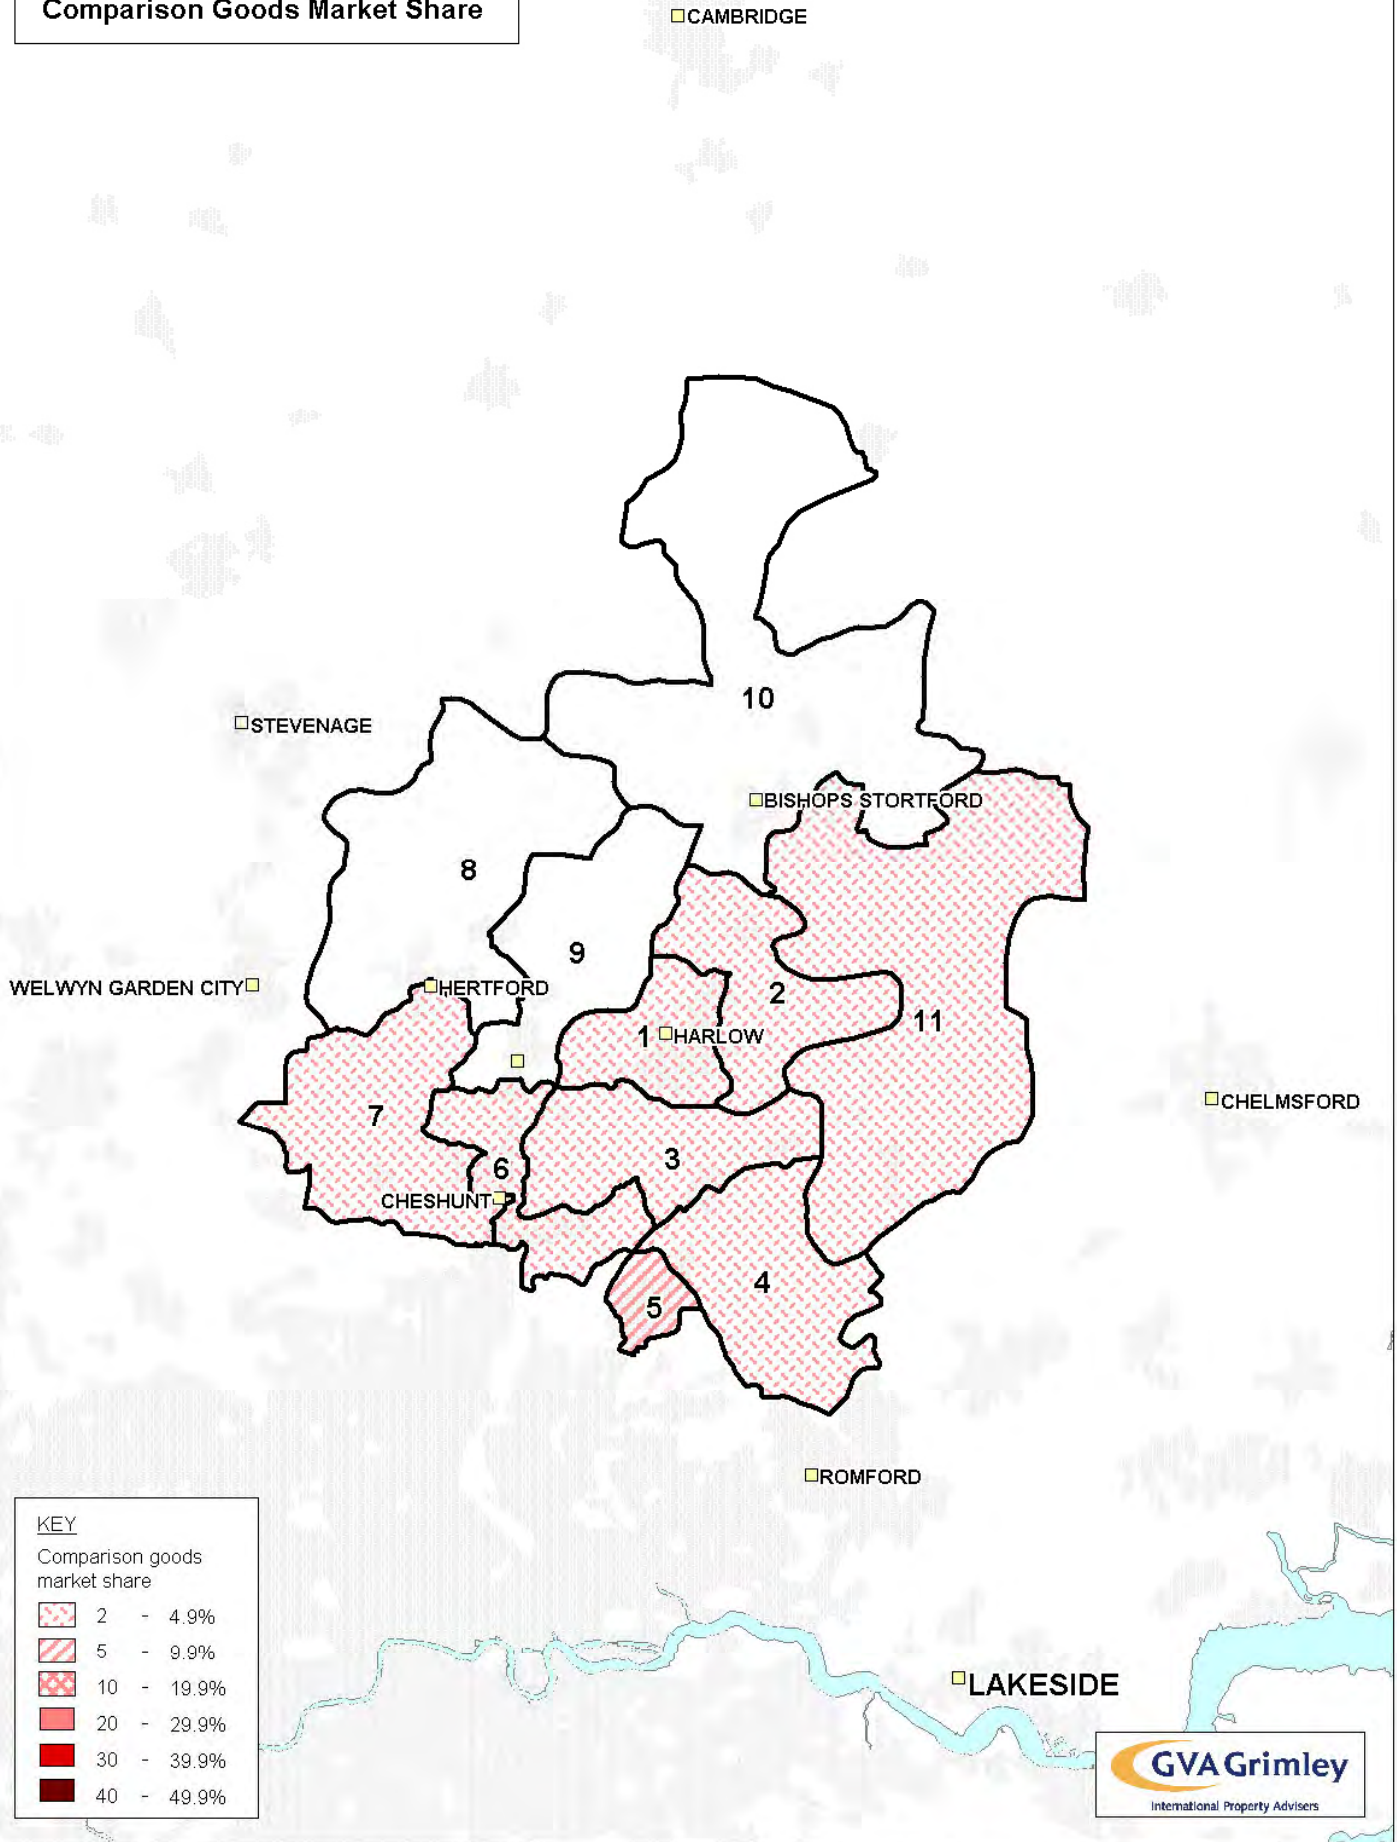 Comparison Goods Market Share
CAMBRIDGE
10
STEVENAGE
BISHOPS STORTFORD
8
9
WELWYN GARDEN CITY
HERTFORD
2
11
1
HARLOW
CHELMSFORD
7
3
6
CHESHUNT
4
5
ROMFORD
KEY
Comparison goods
market share
2 - 4.9%
5 - 9.9%
10 - 19.9%
20 - 29.9%
30 - 39.9%
40 - 49.9%
LAKESIDE
GVA Grimley
International Property Advisers